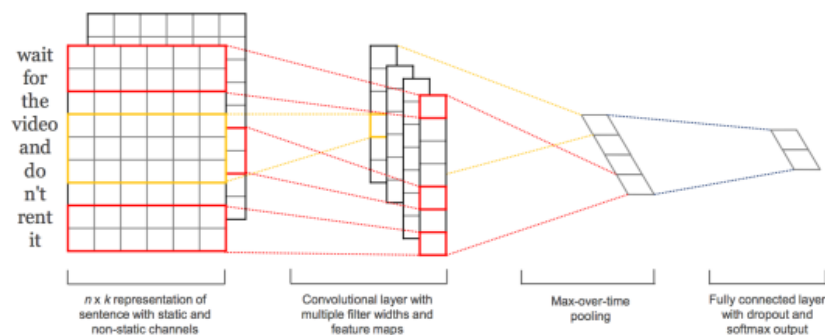 wait
for
the
video
and
do
n't
rent
it
n x k representation of
sentence with static and
non-static channels
Convolutional layer with
multiple filter widths and
feature maps
Max-over-time
pooling
Fully connected layer
with dropout and
softmax output